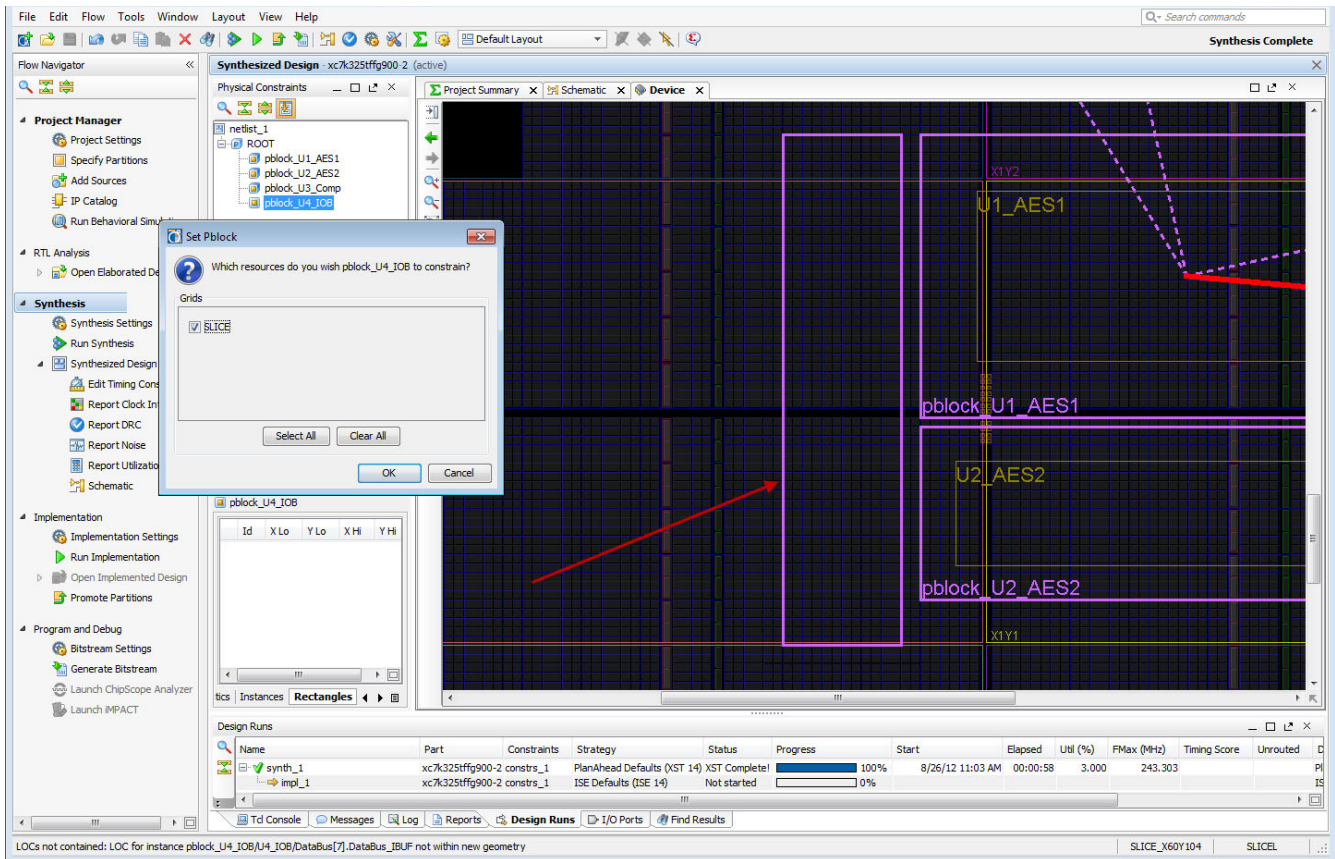 File Edit Flow Tools Window Layout View Help
Search commands
Default Layout
Synthesis Complete
Flow Navigator
Synthesized Design - xc7k325tffg900-2 (active)
Project Manager
Project Settings
Specify Partitions
Add Sources
IP Catalog
Run Behavioral
RTL Analysis
Open Elaborated De
Synthesis
Synthesis Settings
Run Synthesis
Synthesized Design
Edit Timing Cons
Report Clock In
Report DRC
Report Noise
Report Utilizatio
Schematic
Implementation
Implementation Settings
Run Implementation
Open Implemented Design
Promote Partitions
Program and Debug
Bitstream Settings
Generate Bitstream
Launch ChipScope Analyzer
Launch iMPACT
Physical Constraints
netlist_1
ROOT
pblock_U1_AES1
pblock_U2_AES2
pblock_U3_Comp
pblock_U4_IOB
Set Pblock
Which resources do you wish pblock_U4_IOB to constrain?
Grids
SLICE
Select All Clear All
OK Cancel
pblock_U4_IOB
Id X Lo Y Lo X Hi Y Hi
tics Instances Rectangles
Project Summary Schematic Device
X1Y2
U1_AES1
pblock_U1_AES1
U2_AES2
pblock_U2_AES2
X1Y1
Design Runs
Name Part Constraints Strategy Status Progress Start Elapsed Util (%) FMax (MHz) Timing Score Unrouted D
synth_1 xc7k325tffg900-2 constrs_1 PlanAhead Defaults (XST 14) XST Complete! 100% 8/26/12 11:03 AM 00:00:58 3.000 243.303 Pl
impl_1 xc7k325tffg900-2 constrs_1 ISE Defaults (ISE 14) Not started 0% IS
Tcl Console Messages Log Reports Design Runs I/O Ports Find Results
LOCs not contained: LOC for instance pblock_U4_IOB/U4_IOB/DataBus[7].DataBus_IBUF not within new geometry
SLICE_X60Y104 SLICEL